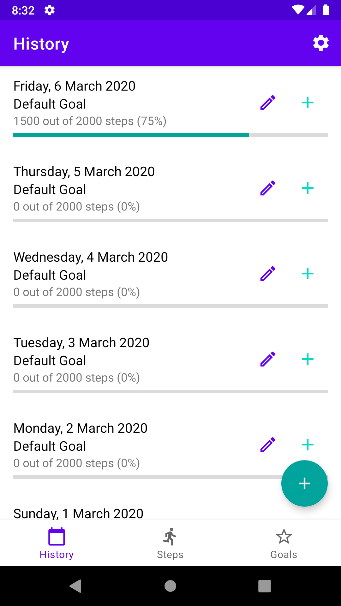 8:32
History
Friday, 6 March 2020
Default Goal
1500 out of 2000 steps (75%)
Thursday, 5 March 2020
Default Goal
0 out of 2000 steps (0%)
Wednesday, 4 March 2020
Default Goal
0 out of 2000 steps (0%)
Tuesday, 3 March 2020
Default Goal
0 out of 2000 steps (0%)
Monday, 2 March 2020
Default Goal
0 out of 2000 steps (0%)
Sunday, 1 March 2020
History
Steps
Goals